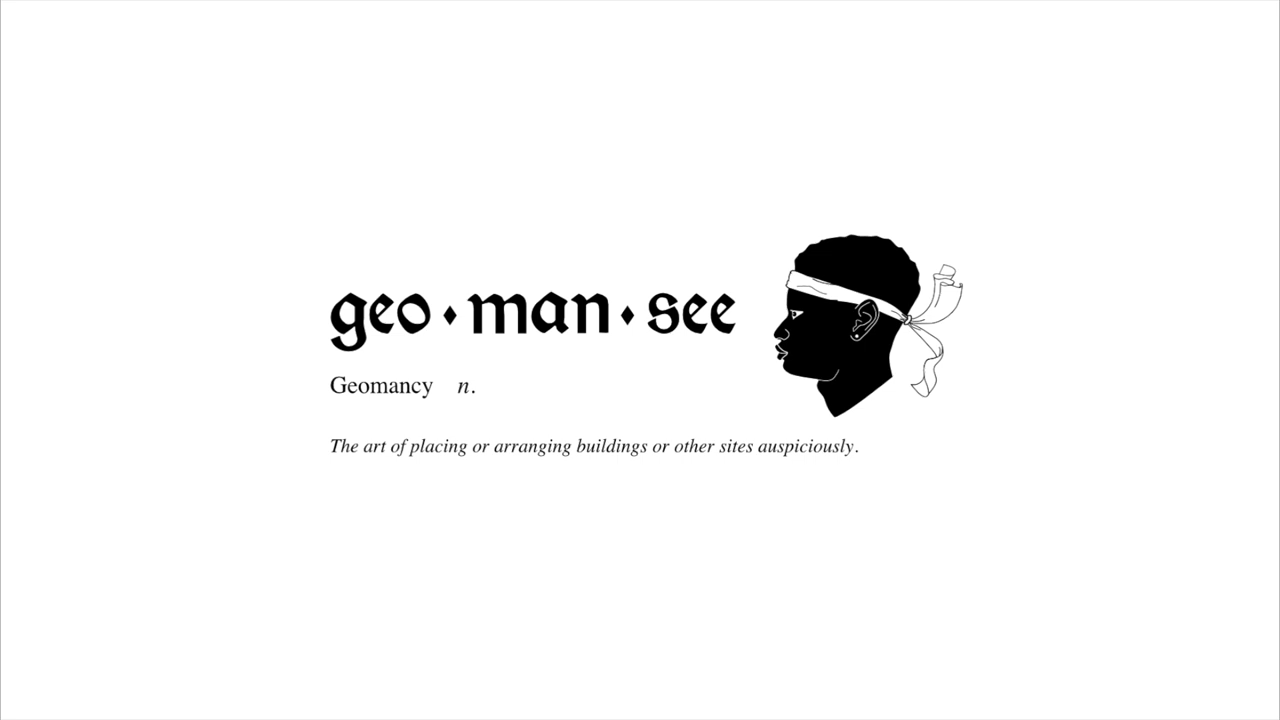 geo⬧man⬧see
Geomancy n.
The art of placing or arranging buildings or other sites auspiciously.